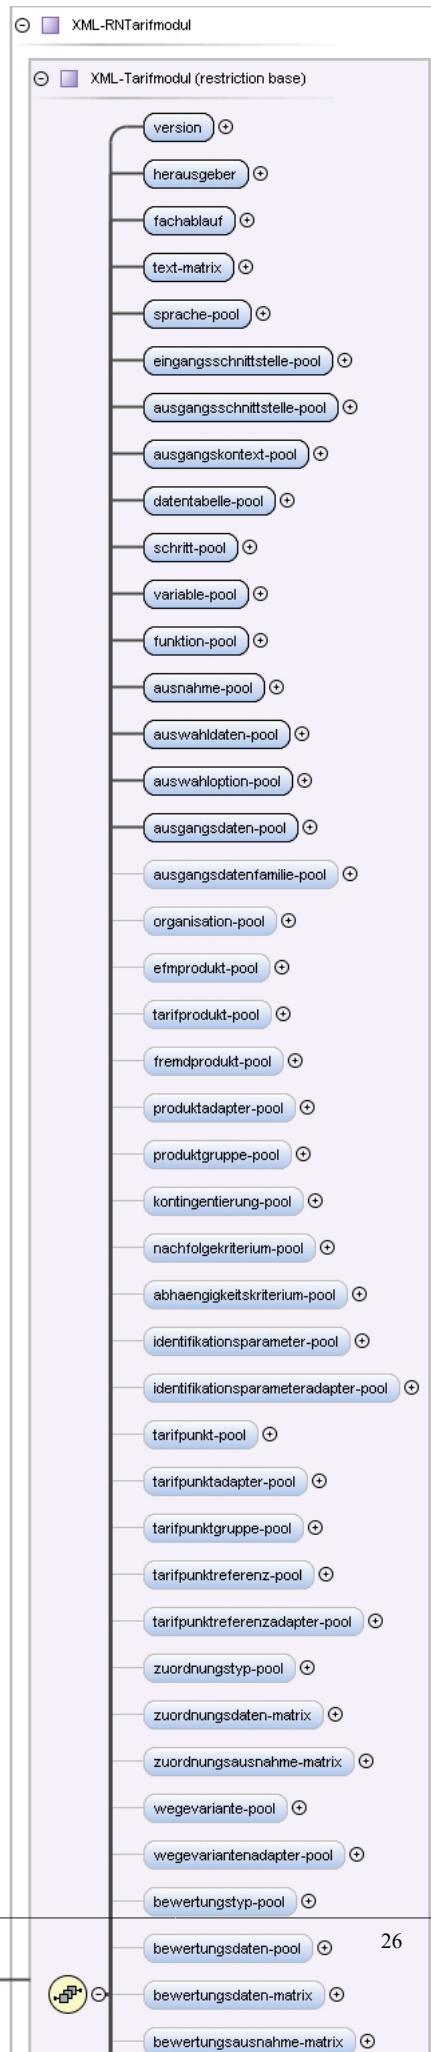 XML-RNTarifmodul
XML-Tarifmodul (restriction base)
version
herausgeber
fachablauf
text-matrix
sprache-pool
eingangsschnittstelle-pool
ausgangsschnittstelle-pool
ausgangskontext-pool
datentabelle-pool
schritt-pool
variable-pool
funktion-pool
ausnahme-pool
auswahldaten-pool
auswahloption-pool
ausgangsdaten-pool
ausgangsdatenfamilie-pool
organisation-pool
efmprodukt-pool
tarifprodukt-pool
fremdprodukt-pool
produktadapter-pool
produktgruppe-pool
kontingentierung-pool
nachfolgekriterium-pool
abhaengigkeitskriterium-pool
identifikationsparameter-pool
identifikationsparameteradapter-pool
tarifpunkt-pool
tarifpunktadapter-pool
tarifpunktgruppe-pool
tarifpunktreferenz-pool
tarifpunktreferenzadapter-pool
zuordnungstyp-pool
zuordnungsdaten-matrix
zuordnungsausnahme-matrix
wegevariante-pool
wegevariantenadapter-pool
bewertungstyp-pool
26
bewertungsdaten-pool
bewertungsdaten-matrix
bewertungsausnahme-matrix